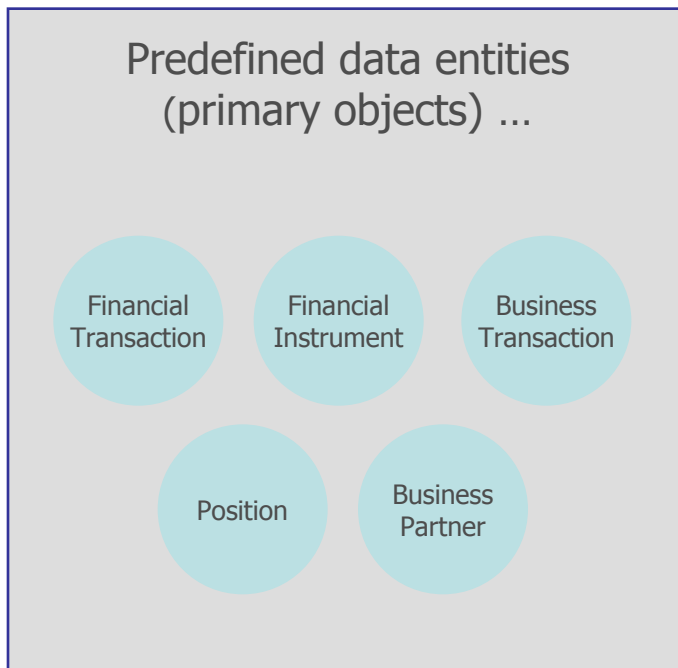 Predefined data entities
(primary objects) ...
Financial
Transaction
Financial
Instrument
Business
Transaction
Position
Business
Partner